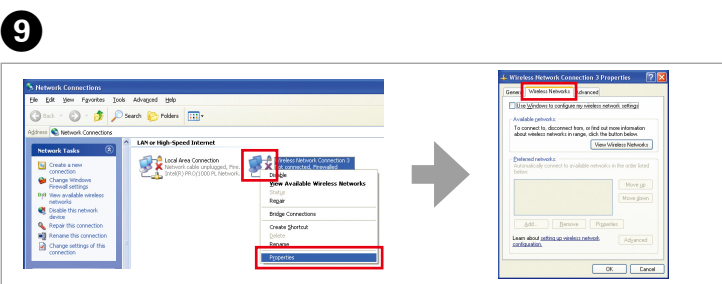 9
Network Connections
File Edit View Favorites Tools Advanced Help
Back Search Folders
Address Network Connections
Network Tasks
Create a new
connection
Change Windows
Firewall settings
View available wireless
networks
Disable this network
device
Repair this connection
Rename this connection
Change settings of this
connection
LAN or High-Speed Internet
Local Area Connection
Network cable unplugged, Fire...
Intel(R) PRO/1000 PL Network...
Wireless Network Connection 3
Not connected, Firewalled
Disable
View Available Wireless Networks
Status
Repair
Bridge Connections
Create Shortcut
Delete
Rename
Properties
Wireless Network Connection 3 Properties
General Wireless Networks Advanced
Use Windows to configure my wireless network settings
Available networks:
To connect to, disconnect from, or find out more information
about wireless networks in range, click the button below.
View Wireless Networks
Preferred networks:
Automatically connect to available networks in the order listed
below:
Move up
Move down
Add... Remove Properties
Learn about setting up wireless network
configuration.
Advanced
OK Cancel